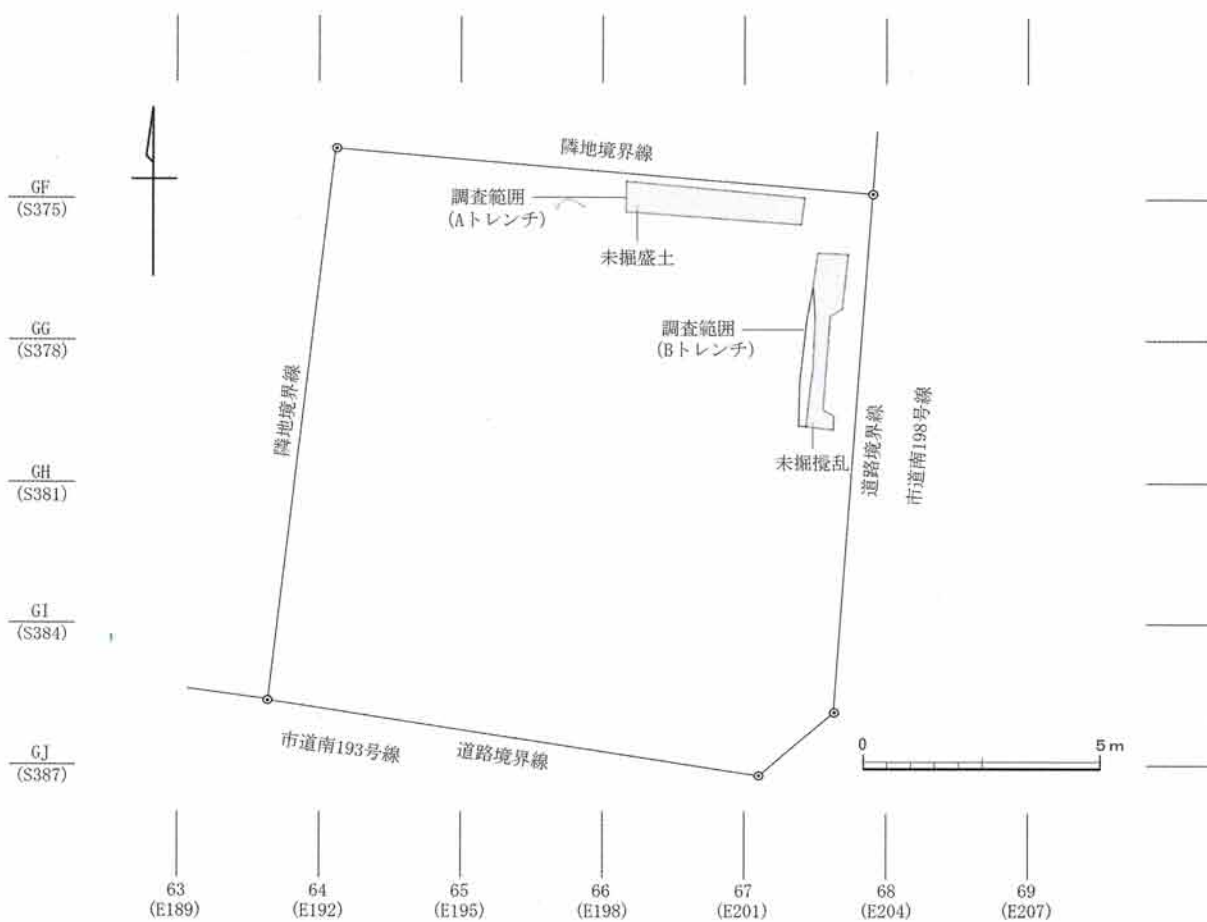 隣地境界線
GF
(S375)
調査範囲
(Aトレンチ)
未掘盛土
GG
(S378)
調査範囲
(Bトレンチ)
隣地境界線
道路境界線
市道南198号線
未掘撹乱
GH
(S381)
GI
(S384)
市道南193号線 道路境界線
GJ
(S387)
0 5m
63
(E189)
64
(E192)
65
(E195)
66
(E198)
67
(E201)
68
(E204)
69
(E207)